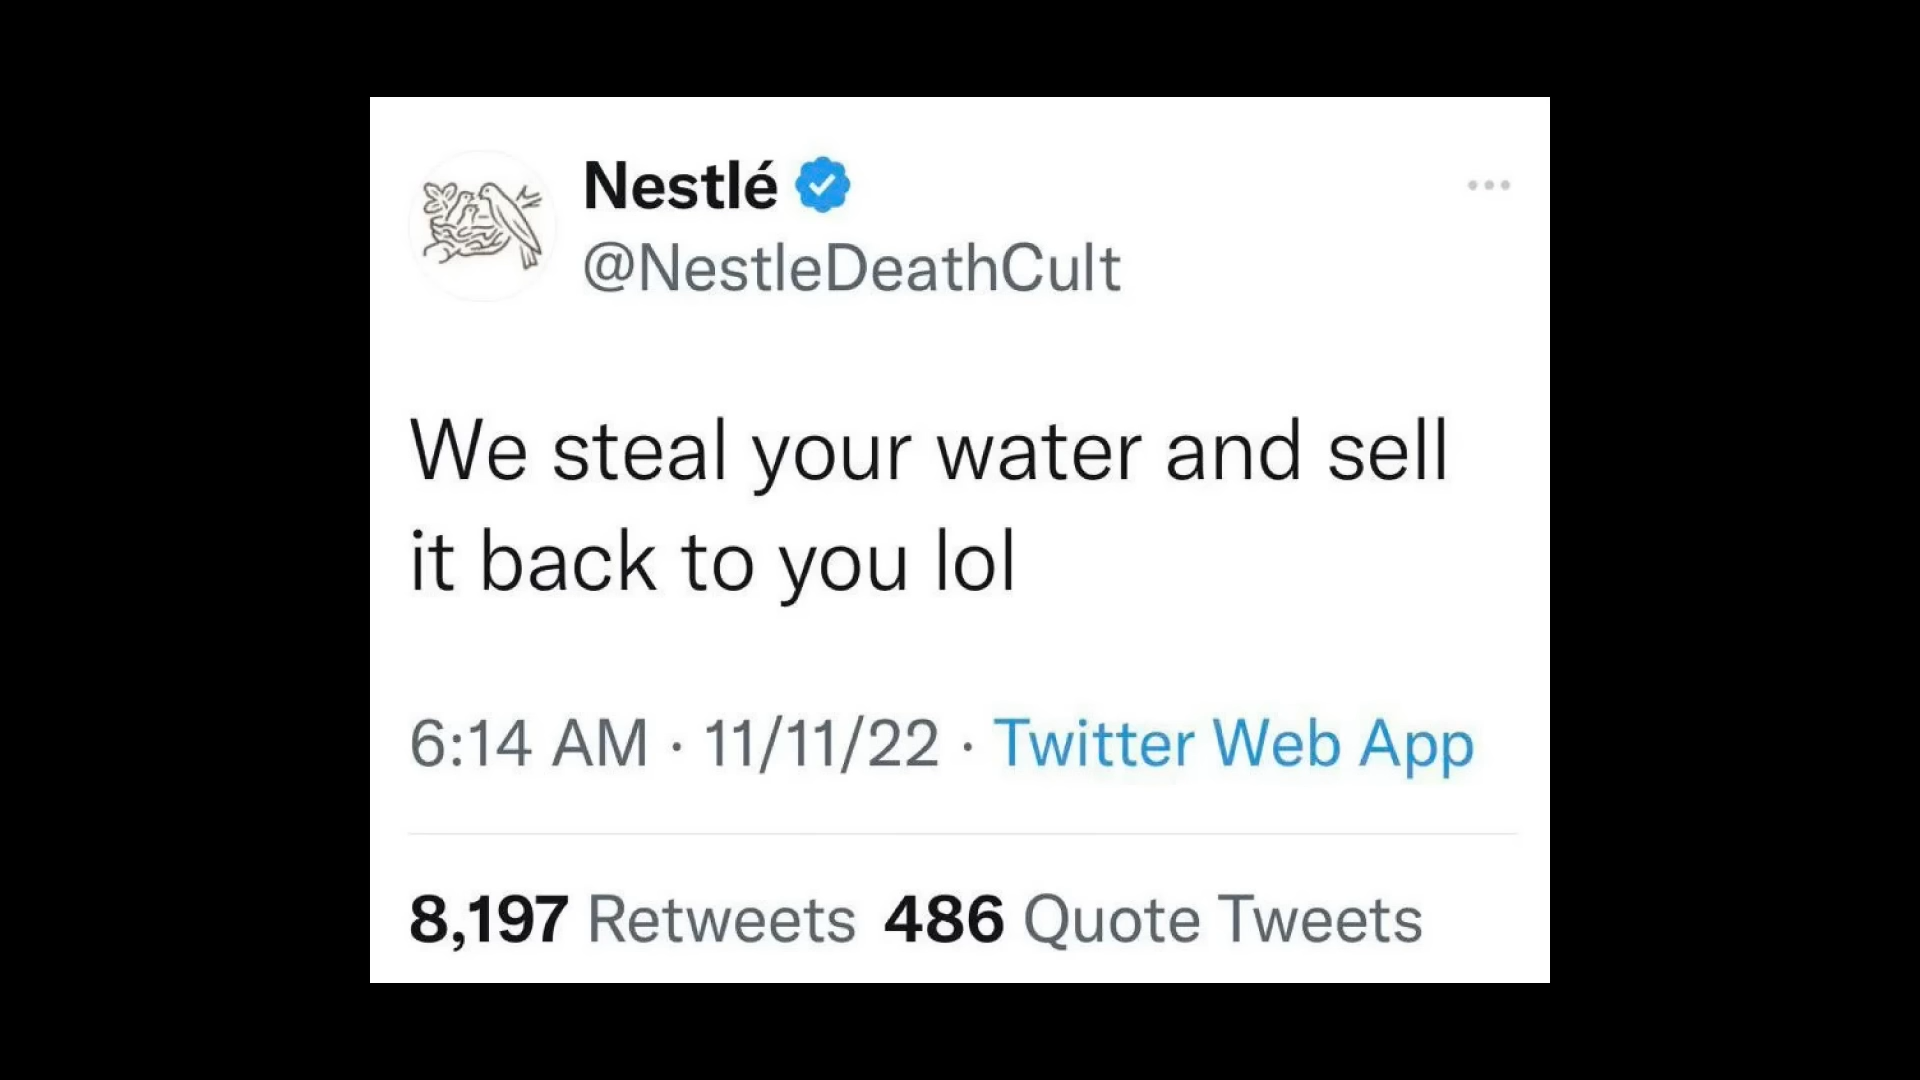 Nestlé
@NestleDeathCult
We steal your water and sell
it back to you lol
6:14 AM · 11/11/22 · Twitter Web App
8,197 Retweets 486 Quote Tweets